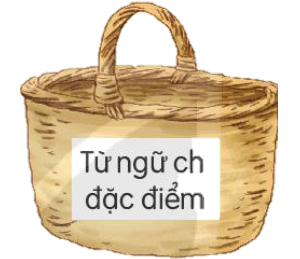 Từ ngữ ch
đặc điểm